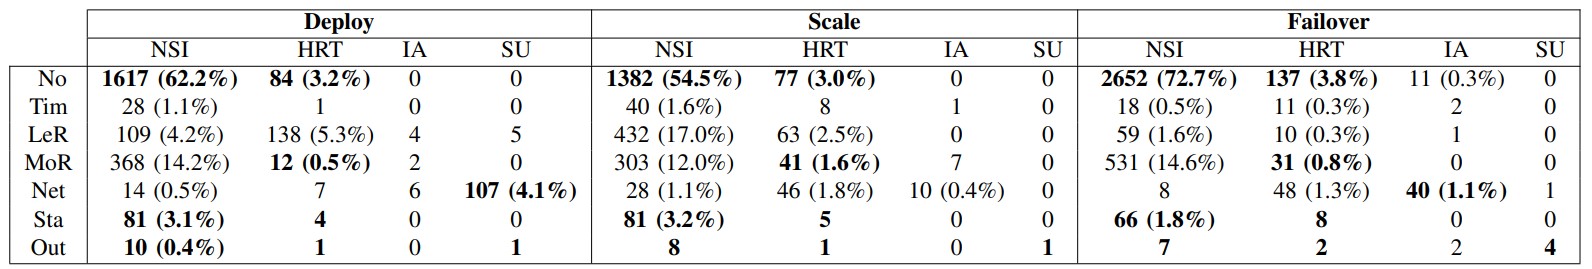 Deploy Scale Failover
NSI HRT IA SU NSI HRT IA SU NSI HRT IA SU
No 1617 (62.2%) 84 (3.2%) 0 0 1382 (54.5%) 77 (3.0%) 0 0 2652 (72.7%) 137 (3.8%) 11 (0.3%) 0
Tim 28 (1.1%) 1 0 0 40 (1.6%) 8 1 0 18 (0.5%) 11 (0.3%) 2 0
LeR 109 (4.2%) 138 (5.3%) 4 5 432 (17.0%) 63 (2.5%) 0 0 59 (1.6%) 10 (0.3%) 1 0
MoR 368 (14.2%) 12 (0.5%) 2 0 303 (12.0%) 41 (1.6%) 7 0 531 (14.6%) 31 (0.8%) 0 0
Net 14 (0.5%) 7 6 107 (4.1%) 28 (1.1%) 46 (1.8%) 10 (0.4%) 0 8 48 (1.3%) 40 (1.1%) 1
Sta 81 (3.1%) 4 0 0 81 (3.2%) 5 0 0 66 (1.8%) 8 0 0
Out 10 (0.4%) 1 0 1 8 1 0 1 7 2 2 4